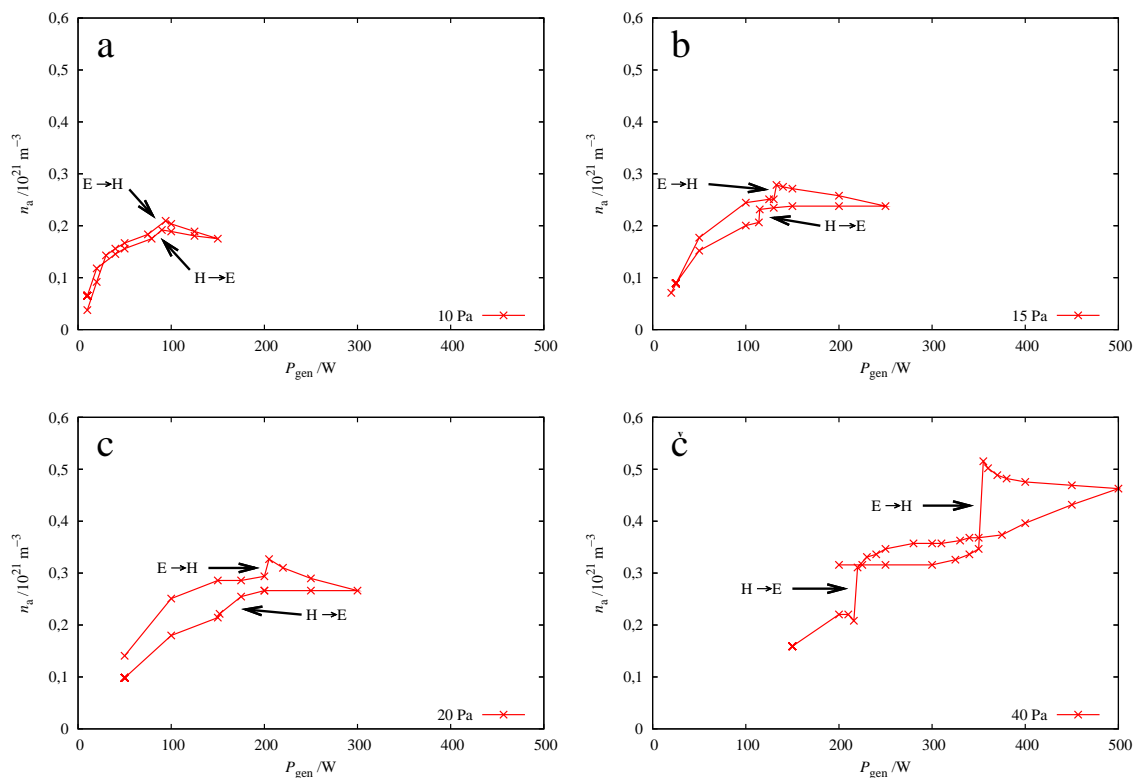 a
0,6
0,5
0,4
0,3
0,2
0,1
0
n_a /10^21 m^−3
E→H
H→E
10 Pa
0 100 200 300 400 500
P_gen /W
b
0,6
0,5
0,4
0,3
0,2
0,1
0
n_a /10^21 m^−3
E→H
H→E
15 Pa
0 100 200 300 400 500
P_gen /W
c
0,6
0,5
0,4
0,3
0,2
0,1
0
n_a /10^21 m^−3
E→H
H→E
20 Pa
0 100 200 300 400 500
P_gen /W
č
0,6
0,5
0,4
0,3
0,2
0,1
0
n_a /10^21 m^−3
E→H
H→E
40 Pa
0 100 200 300 400 500
P_gen /W